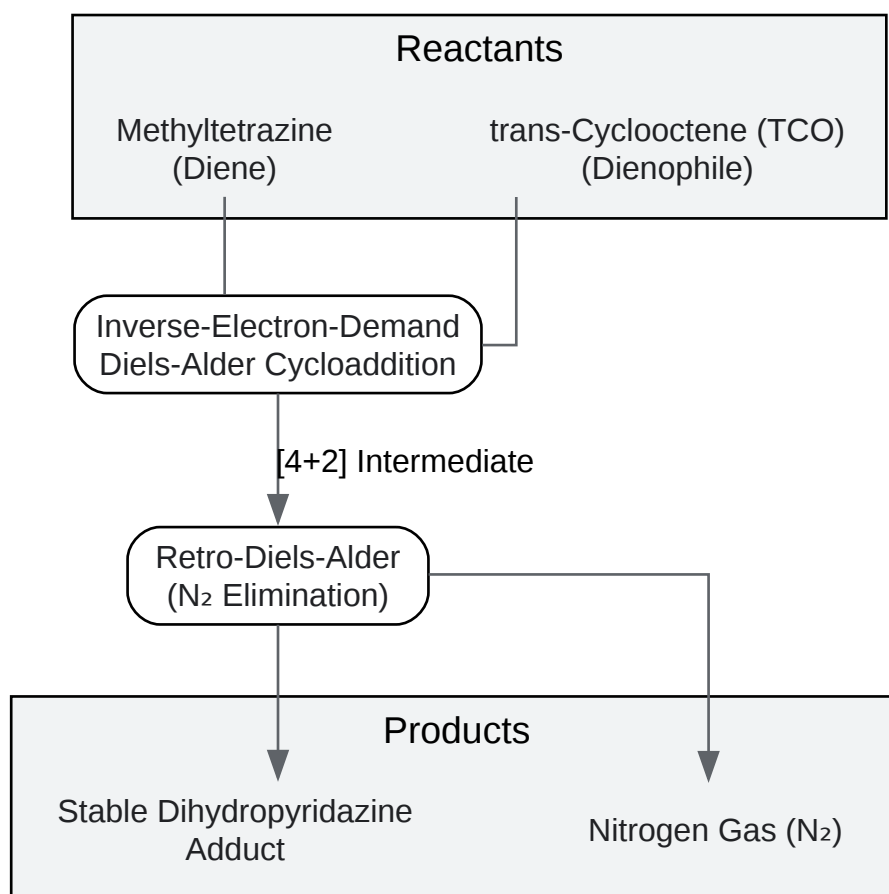 Reactants
Methyltetrazine
(Diene)
trans-Cyclooctene (TCO)
(Dienophile)
Inverse-Electron-Demand
Diels-Alder Cycloaddition
[4+2] Intermediate
Retro-Diels-Alder
(N₂ Elimination)
Products
Stable Dihydropyridazine
Adduct
Nitrogen Gas (N₂)